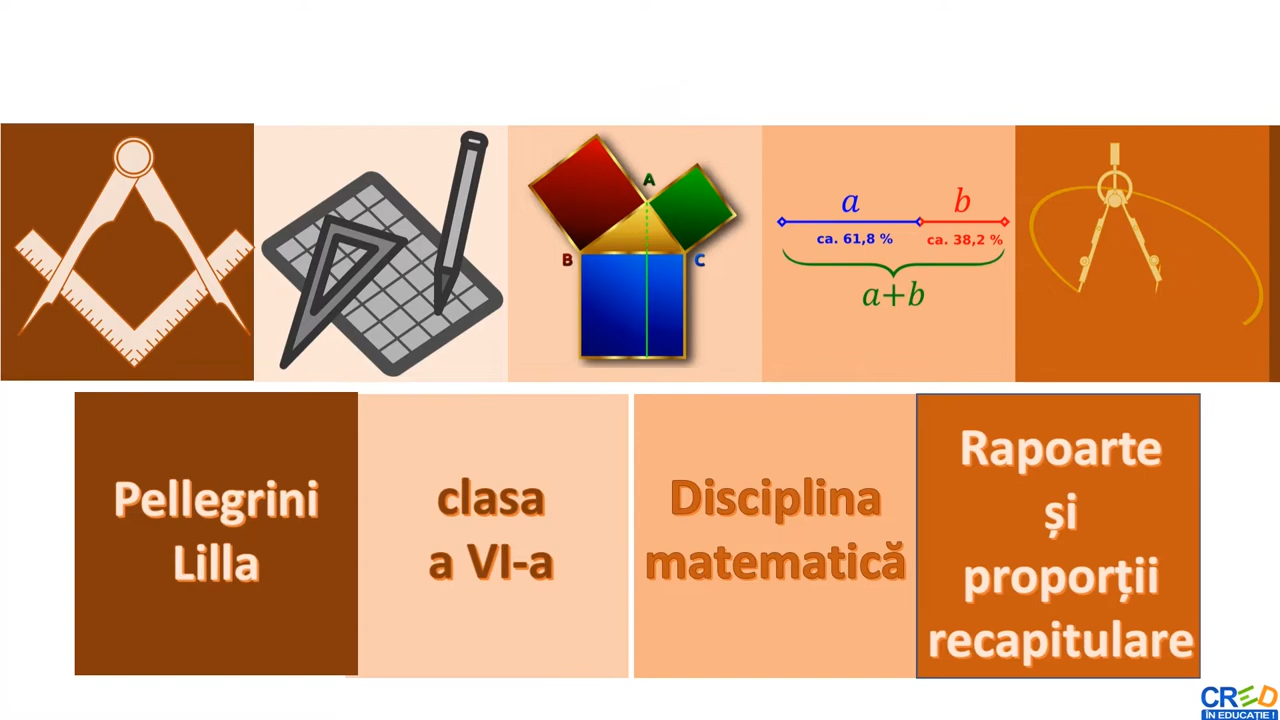 A
B
C
a
b
ca. 61,8 %
ca. 38,2 %
a+b
Pellegrini
Lilla
clasa
a VI-a
Disciplina
matematică
Rapoarte
și
proporții
recapitulare
CRED
ÎN EDUCAȚIE !